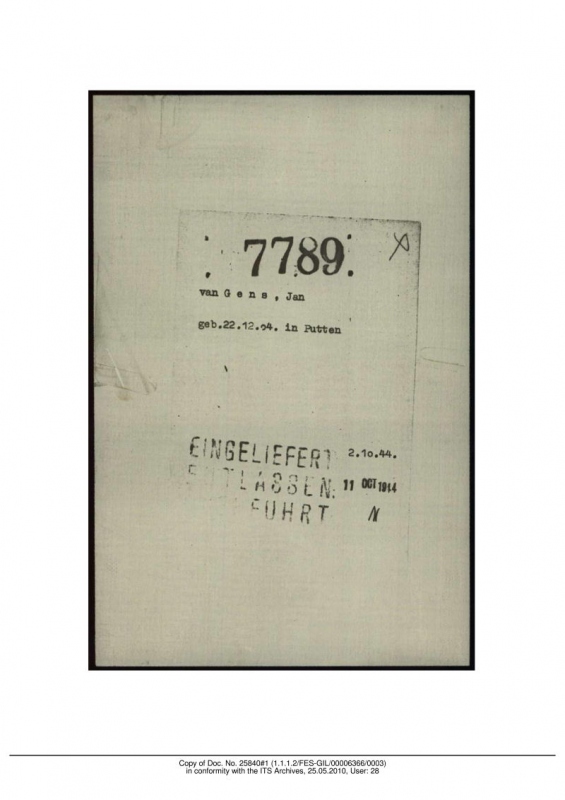 7789.
van G e n s , Jan
geb.22.12.04. in Putten
EINGELIEFERT 2.10.44.
ENTLASSEN: 11 OCT 1944
FUHRT N
Copy of Doc. No. 25840#1 (1.1.1.2/FES-GIL/00006366/0003)
in conformity with the ITS Archives, 25.05.2010, User: 28